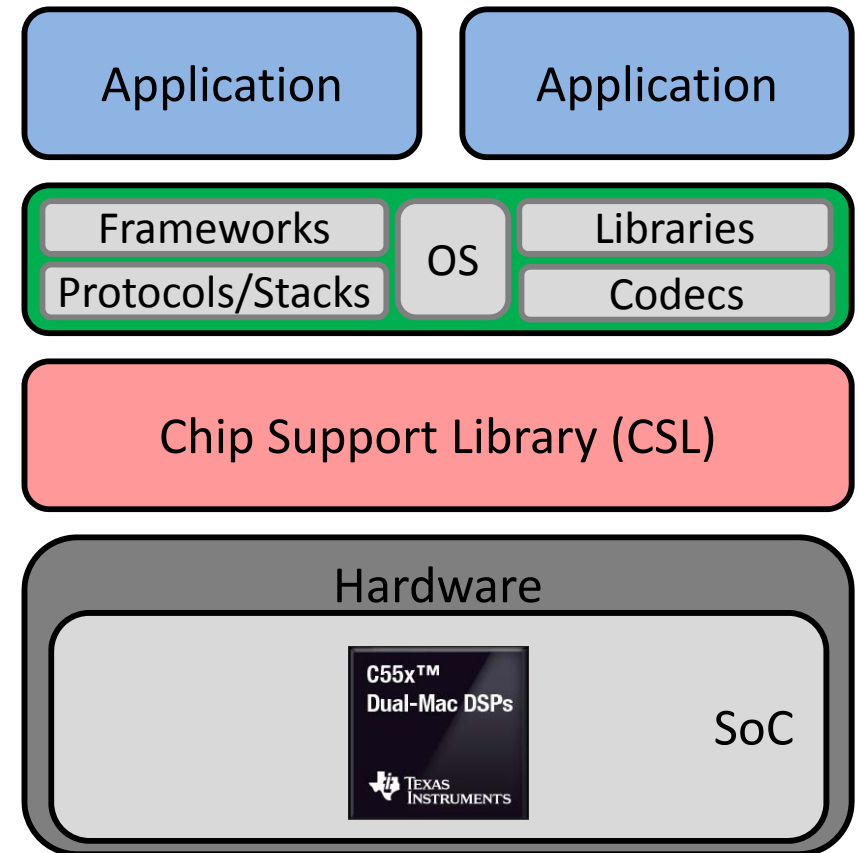 Application
Application
Frameworks
OS
Libraries
Protocols/Stacks
Codecs
Chip Support Library (CSL)
Hardware
C55x™
Dual-Mac DSPs
SoC
TEXAS
INSTRUMENTS